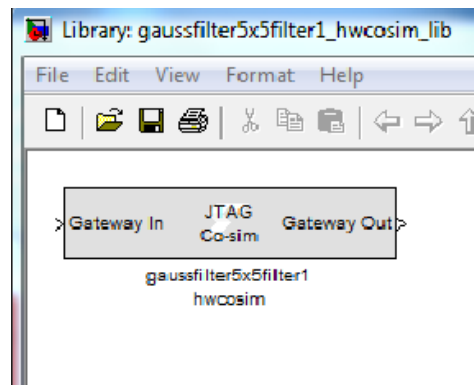 Library: gaussfilter5x5filter1_hwcosim_lib
File Edit View Format Help
Gateway In JTAG Co-sim Gateway Out
gaussfilter5x5filter1
hwcosim